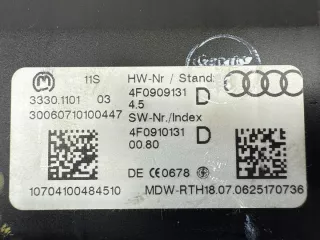 11S
HW-Nr / Stand:
3330.1101 03
4F0909131 D
30060710100447
4.5
SW-Nr./Index
4F0910131 D
00.80
DE CE 0678
10704100484510
MDW-RTH18.07.0625170736